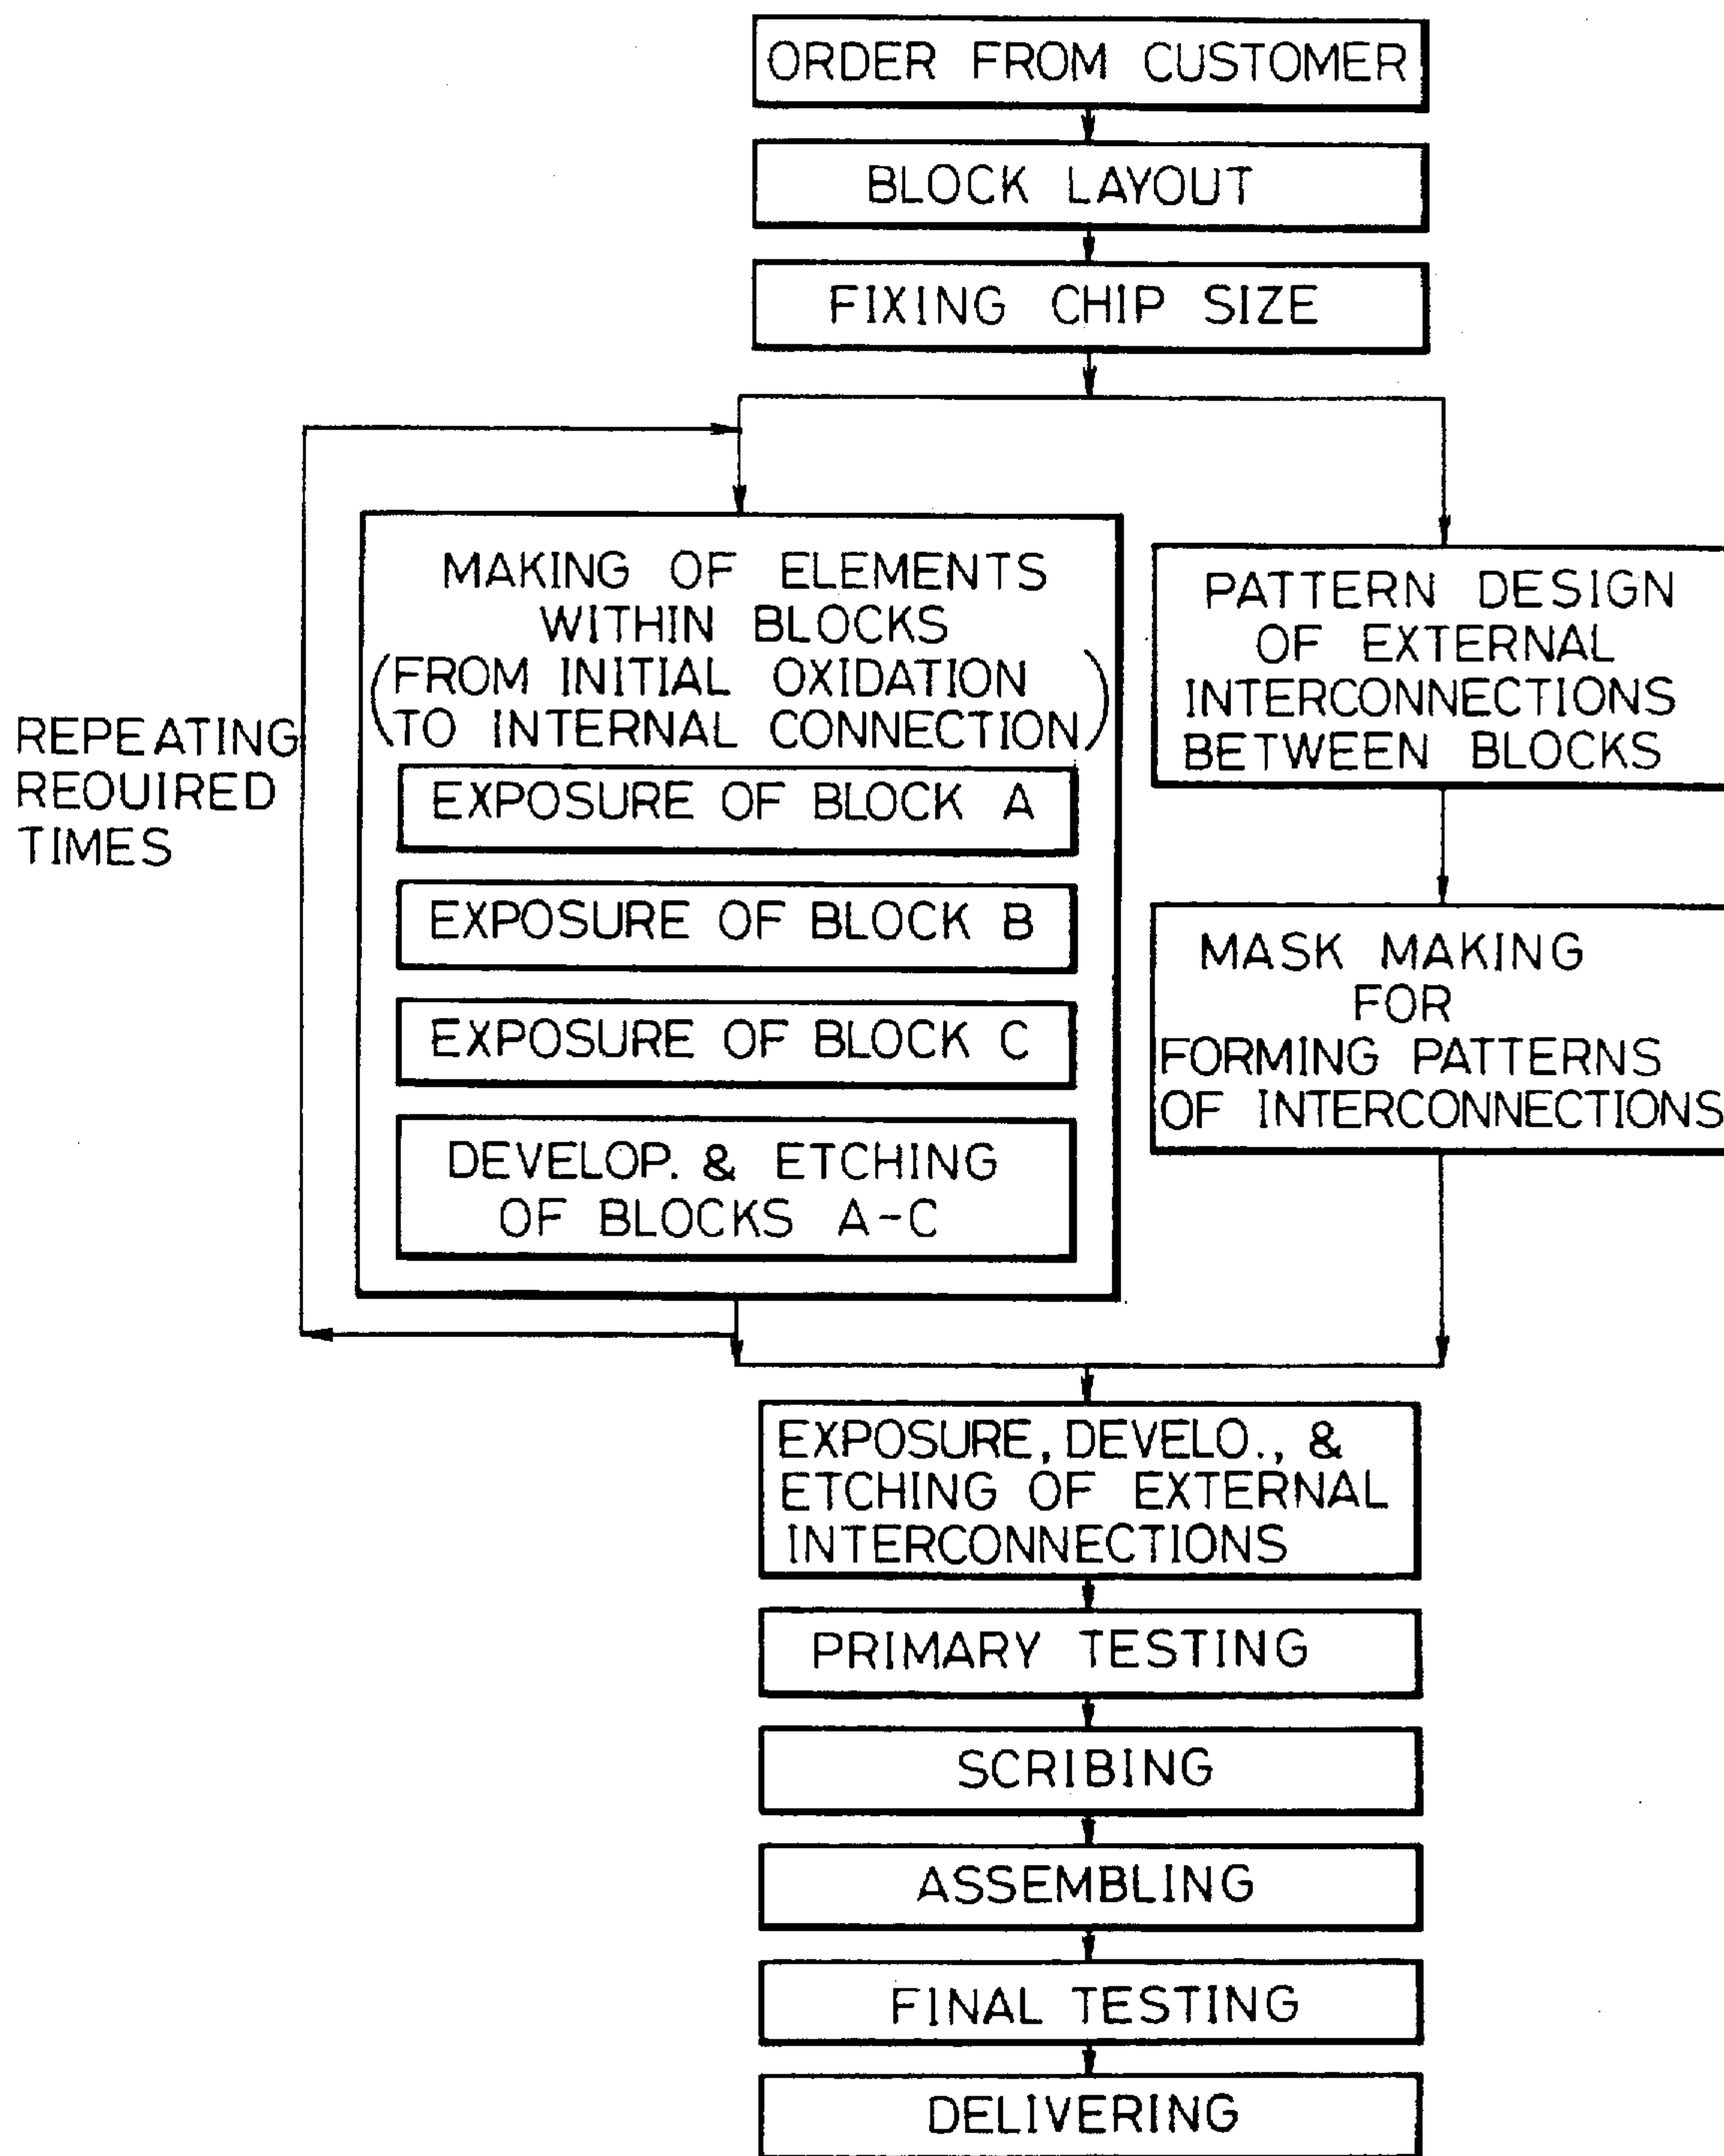 ORDER FROM CUSTOMER
BLOCK LAYOUT
FIXING CHIP SIZE
REPEATING
REOUIRED
TIMES
MAKING OF ELEMENTS
WITHIN BLOCKS
(FROM INITIAL OXIDATION
TO INTERNAL CONNECTION)
EXPOSURE OF BLOCK A
EXPOSURE OF BLOCK B
EXPOSURE OF BLOCK C
DEVELOP. & ETCHING
OF BLOCKS A-C
PATTERN DESIGN
OF EXTERNAL
INTERCONNECTIONS
BETWEEN BLOCKS
MASK MAKING
FOR
FORMING PATTERNS
OF INTERCONNECTIONS
EXPOSURE, DEVELO., &
ETCHING OF EXTERNAL
INTERCONNECTIONS
PRIMARY TESTING
SCRIBING
ASSEMBLING
FINAL TESTING
DELIVERING